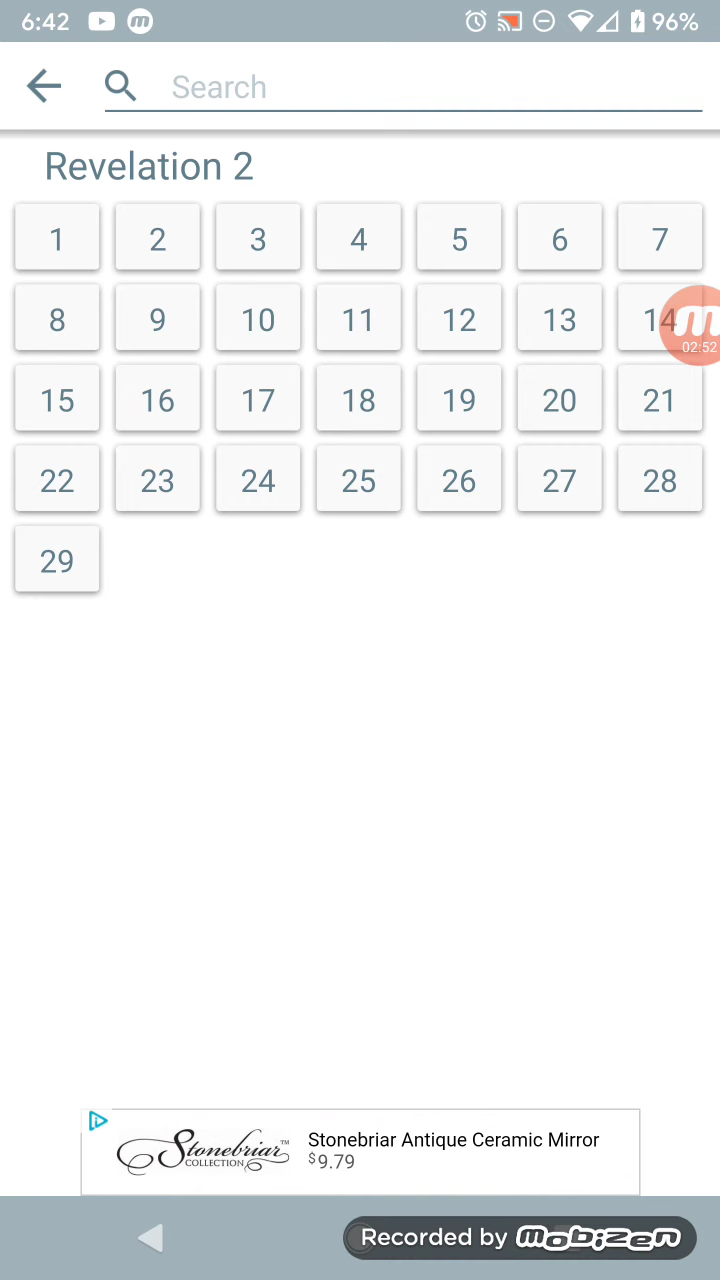 6:42 96%
Search
Revelation 2
1 2 3 4 5 6 7
8 9 10 11 12 13 14
02:52
15 16 17 18 19 20 21
22 23 24 25 26 27 28
29
Stonebriar™
COLLECTION
Stonebriar Antique Ceramic Mirror
$9.79
Recorded by mobizen